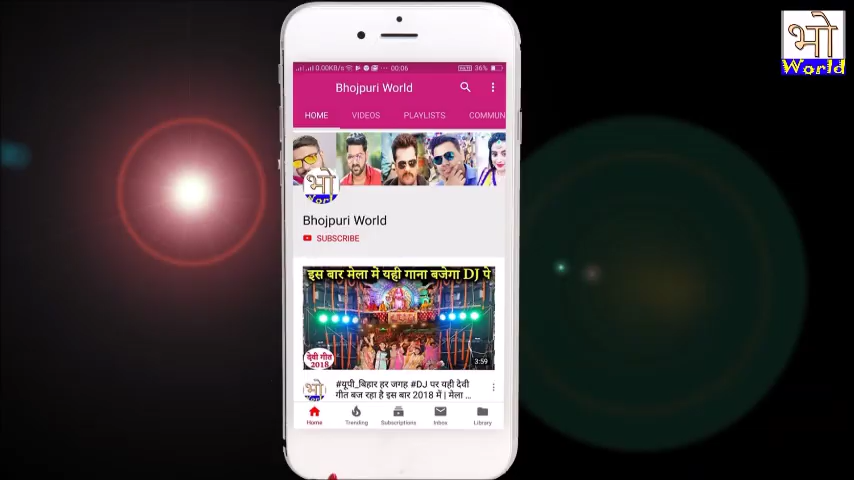 भो
World
0.00KB/s
00:06
36%
Bhojpuri World
HOME VIDEOS PLAYLISTS COMMUN
भो
World
Bhojpuri World
SUBSCRIBE
इस बार मेला मे यही गाना बजेगा DJ पे
देवी गीत
2018
3:59
भो
#यूपी_बिहार हर जगह #DJ पर यही देवी
गीत बज रहा है इस बार 2018 में | मेला ...
Home Trending Subscriptions Inbox Library